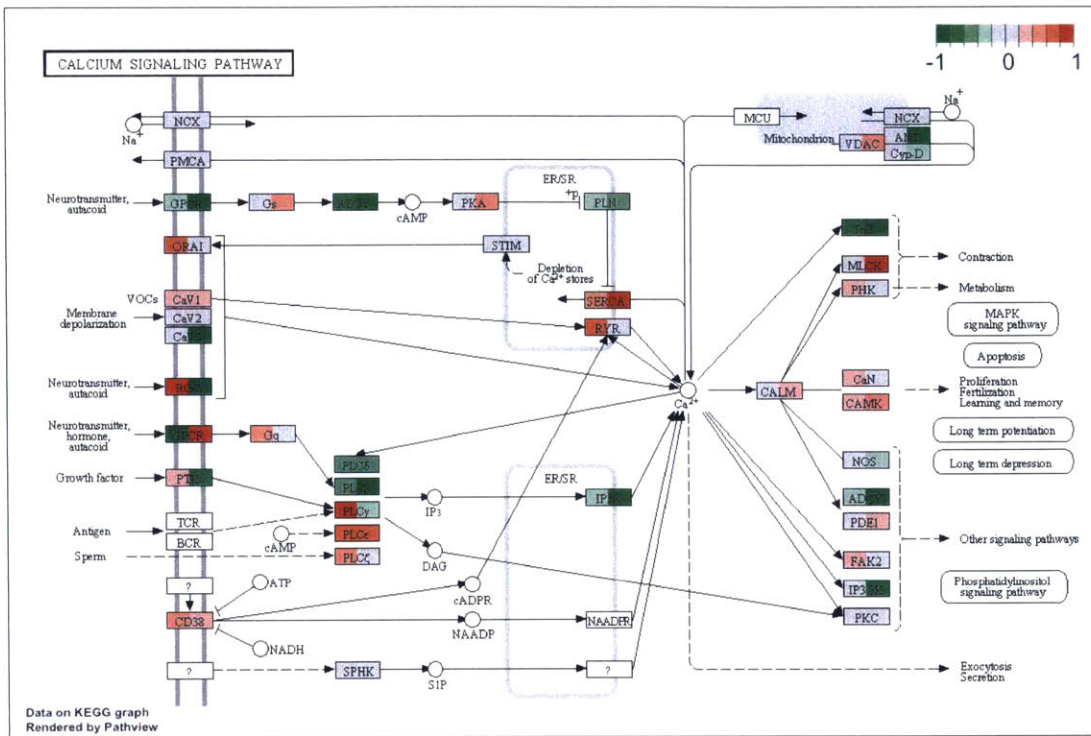 -1 0 1
CALCIUM SIGNALING PATHWAY
Na+
NCX
MCU
NCX
Na+
Mitochondrion
VDAC
Cyp-D
PMCA
Neurotransmitter,
autacoid
GPCR
Gs
cAMP
PKA
ER/SR
+p
PLN
ORAI
STIM
Depletion
of Ca2+ stores
MLCK
Contraction
PHK
Metabolism
VOCs
CaV1
SERCA
Membrane
depolarization
CaV2
RYR
MAPK
signaling pathway
Apoptosis
Neurotransmitter,
autacoid
Ca2+
CALM
CaN
CAMK
Proliferation
Fertilization
Learning and memory
Neurotransmitter,
hormone,
autacoid
GPCR
Gq
Long term potentiation
NOS
Long term depression
Growth factor
PLCδ
ER/SR
IP3
PLCγ
PDE1
Antigen
TCR
BCR
cAMP
PLCε
Other signaling pathways
Sperm
PLCζ
DAG
FAK2
?
ATP
cADPR
Phosphatidylinositol
signaling pathway
PKC
CD38
NAADP
NAADPR
NADH
?
SPHK
S1P
?
Exocytosis
Secretion
Data on KEGG graph
Rendered by Pathview